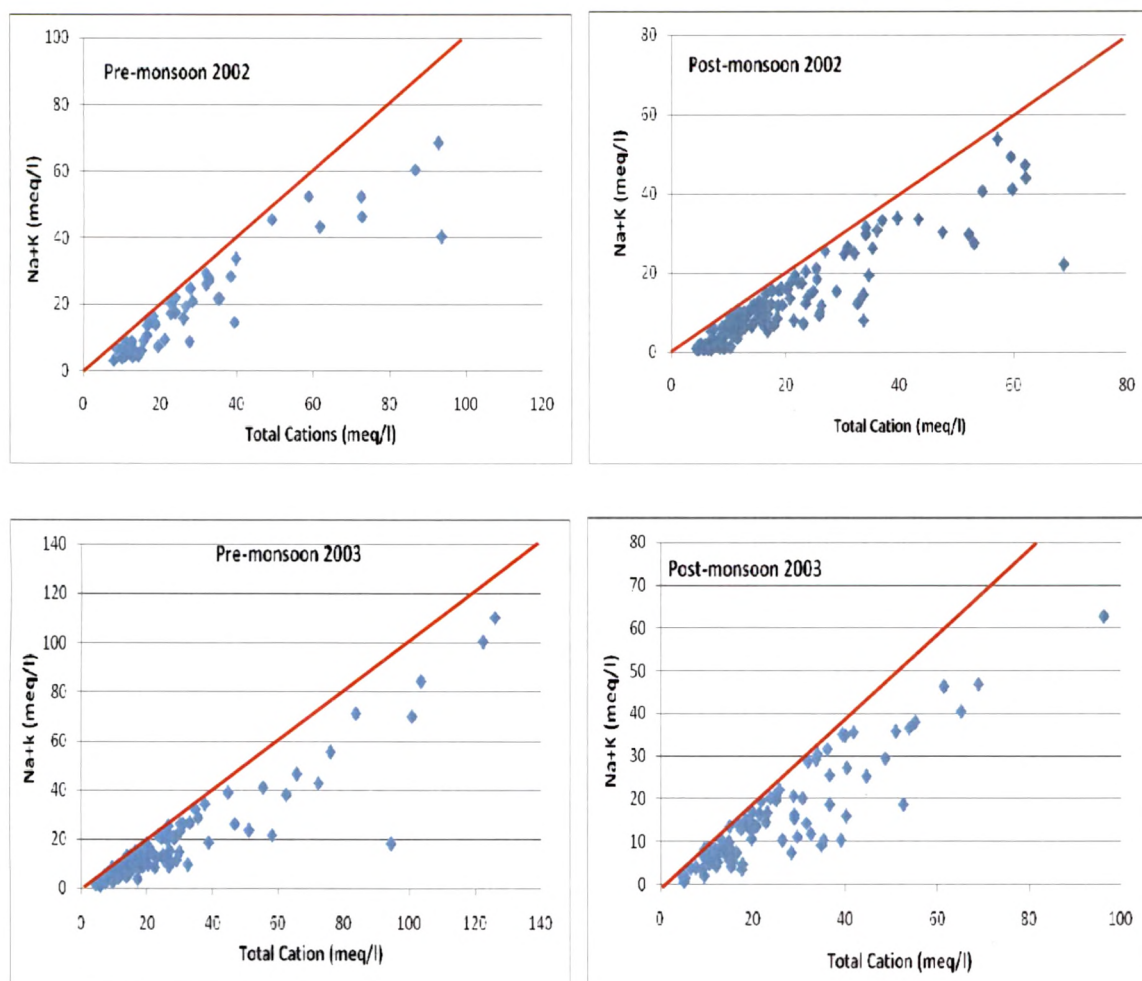 Pre-monsoon 2002
Na+K (meq/l)
100
80
60
40
20
0
0 20 40 60 80 100 120
Total Cations (meq/l)
Post-monsoon 2002
Na+K (meq/l)
80
60
40
20
0
0 20 40 60 80
Total Cation (meq/l)
Pre-monsoon 2003
Na+k (meq/l)
140
120
100
80
60
40
20
0
0 20 40 60 80 100 120 140
Total Cation (meq/l)
Post-monsoon 2003
Na+K (meq/l)
80
70
60
50
40
30
20
10
0
0 20 40 60 80 100
Total Cation (meq/l)